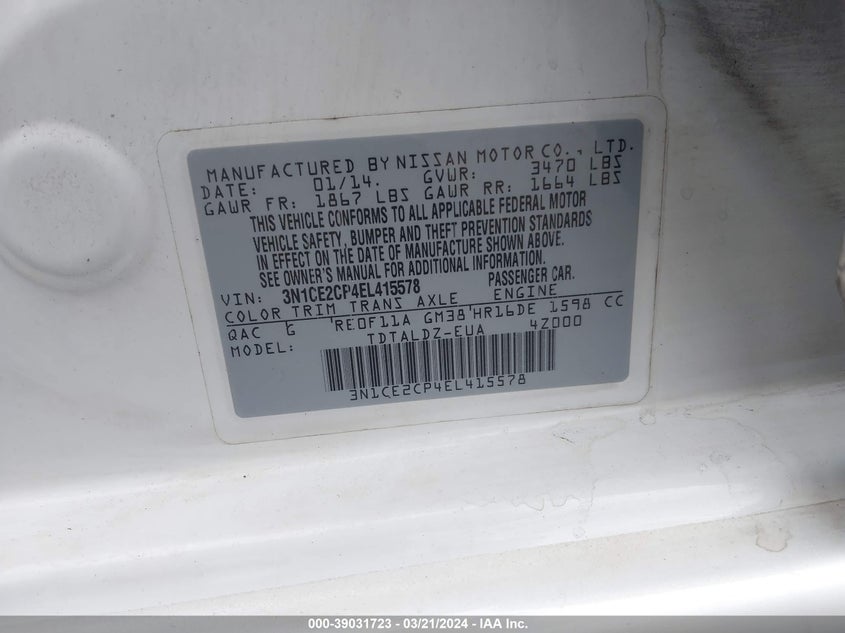 MANUFACTURED BY NISSAN MOTOR CO., LTD.
DATE: 01/14. GVWR: 3470 LBS
GAWR FR: 1867 LBS GAWR RR: 1664 LBS
THIS VEHICLE CONFORMS TO ALL APPLICABLE FEDERAL MOTOR
VEHICLE SAFETY, BUMPER AND THEFT PREVENTION STANDARDS
IN EFFECT ON THE DATE OF MANUFACTURE SHOWN ABOVE.
SEE OWNER'S MANUAL FOR ADDITIONAL INFORMATION.
VIN: 3N1CE2CP4EL415578 PASSENGER CAR.
COLOR TRIM TRANS AXLE ENGINE
QAC G 'RE0F11A GM38'HR16DE 1598 CC
MODEL: TDTALDZ-EUA 4Z000
3N1CE2CP4EL415578
000-39031723 - 03/21/2024 - IAA Inc.